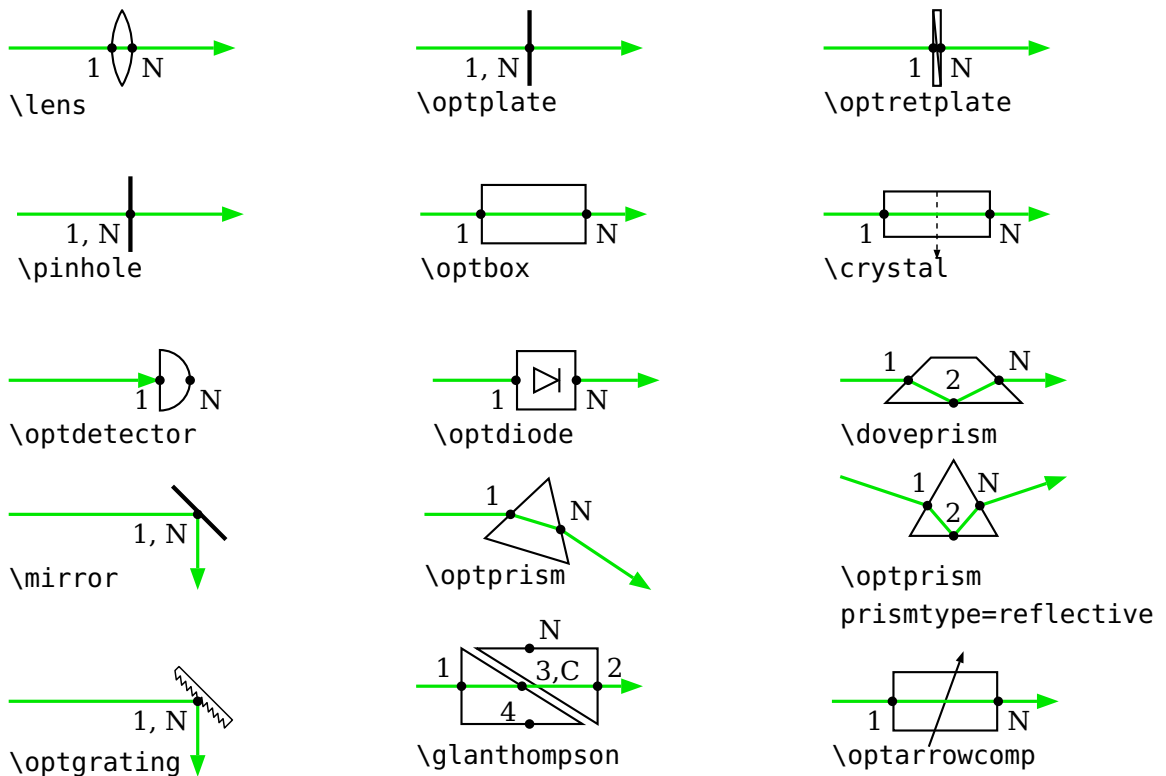 1 N
\lens
1, N
\optplate
1 N
\optretplate
1, N
\pinhole
1 N
\optbox
1 N
\crystal
1 N
\optdetector
1 N
\optdiode
1 2 N
\doveprism
1, N
\mirror
1 N
\optprism
1 2 N
\optprism
prismtype=reflective
1, N
\optgrating
N
1 3,C 2
4
\glanthompson
1 N
\optarrowcomp